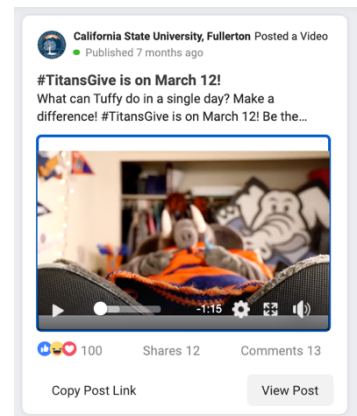 California State University, Fullerton Posted a Video
Published 7 months ago
#TitansGive is on March 12!
What can Tuffy do in a single day? Make a
difference! #TitansGive is on March 12! Be the...
-1:15
100 Shares 12 Comments 13
Copy Post Link View Post